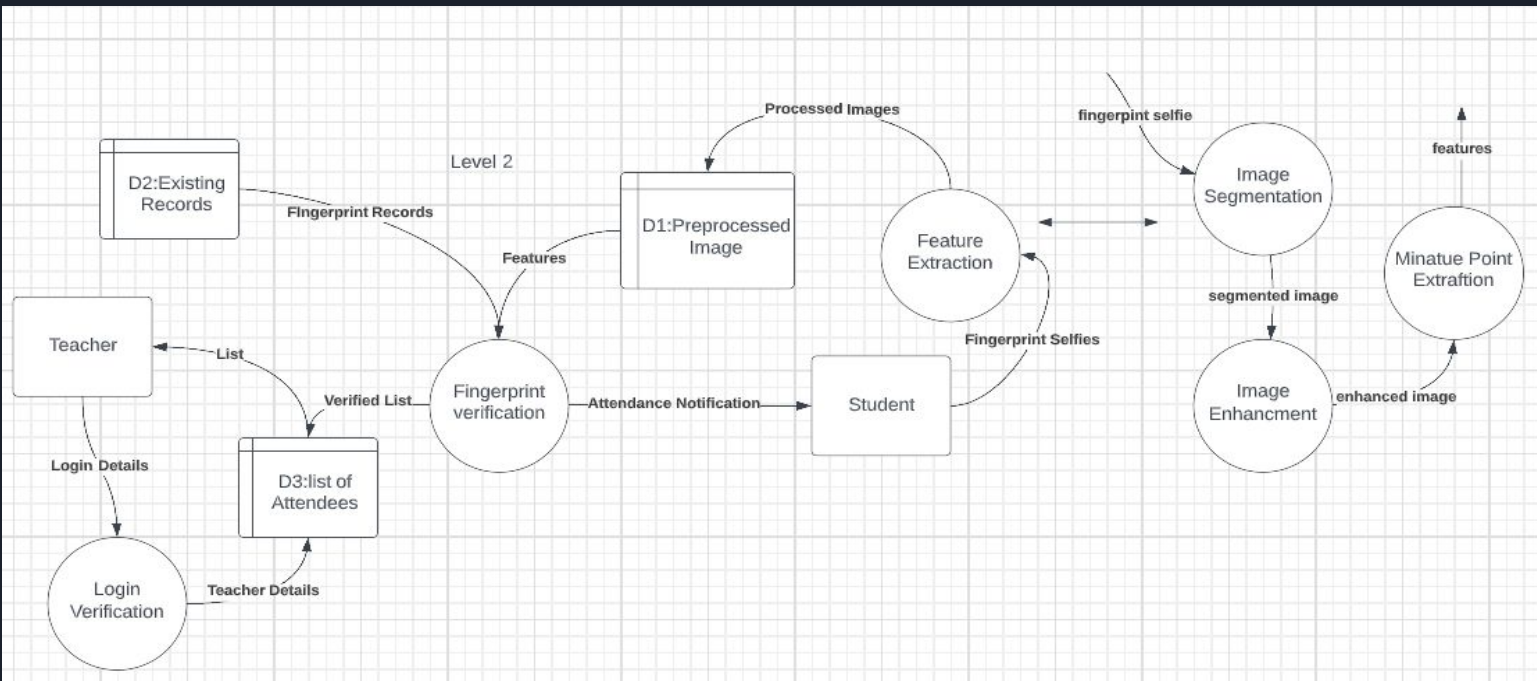 Processed Images
fingerpint selfie
features
Level 2
D2:Existing
Records
FIngerprint Records
Features
D1:Preprocessed
Image
Feature
Extraction
Image
Segmentation
Minatue Point
Extraftion
segmented image
Teacher
List
Fingerprint Selfies
Verified List
Fingerprint
verification
Attendance Notification
Student
Image
Enhancment
enhanced image
Login Details
D3:list of
Attendees
Login
Verification
Teacher Details